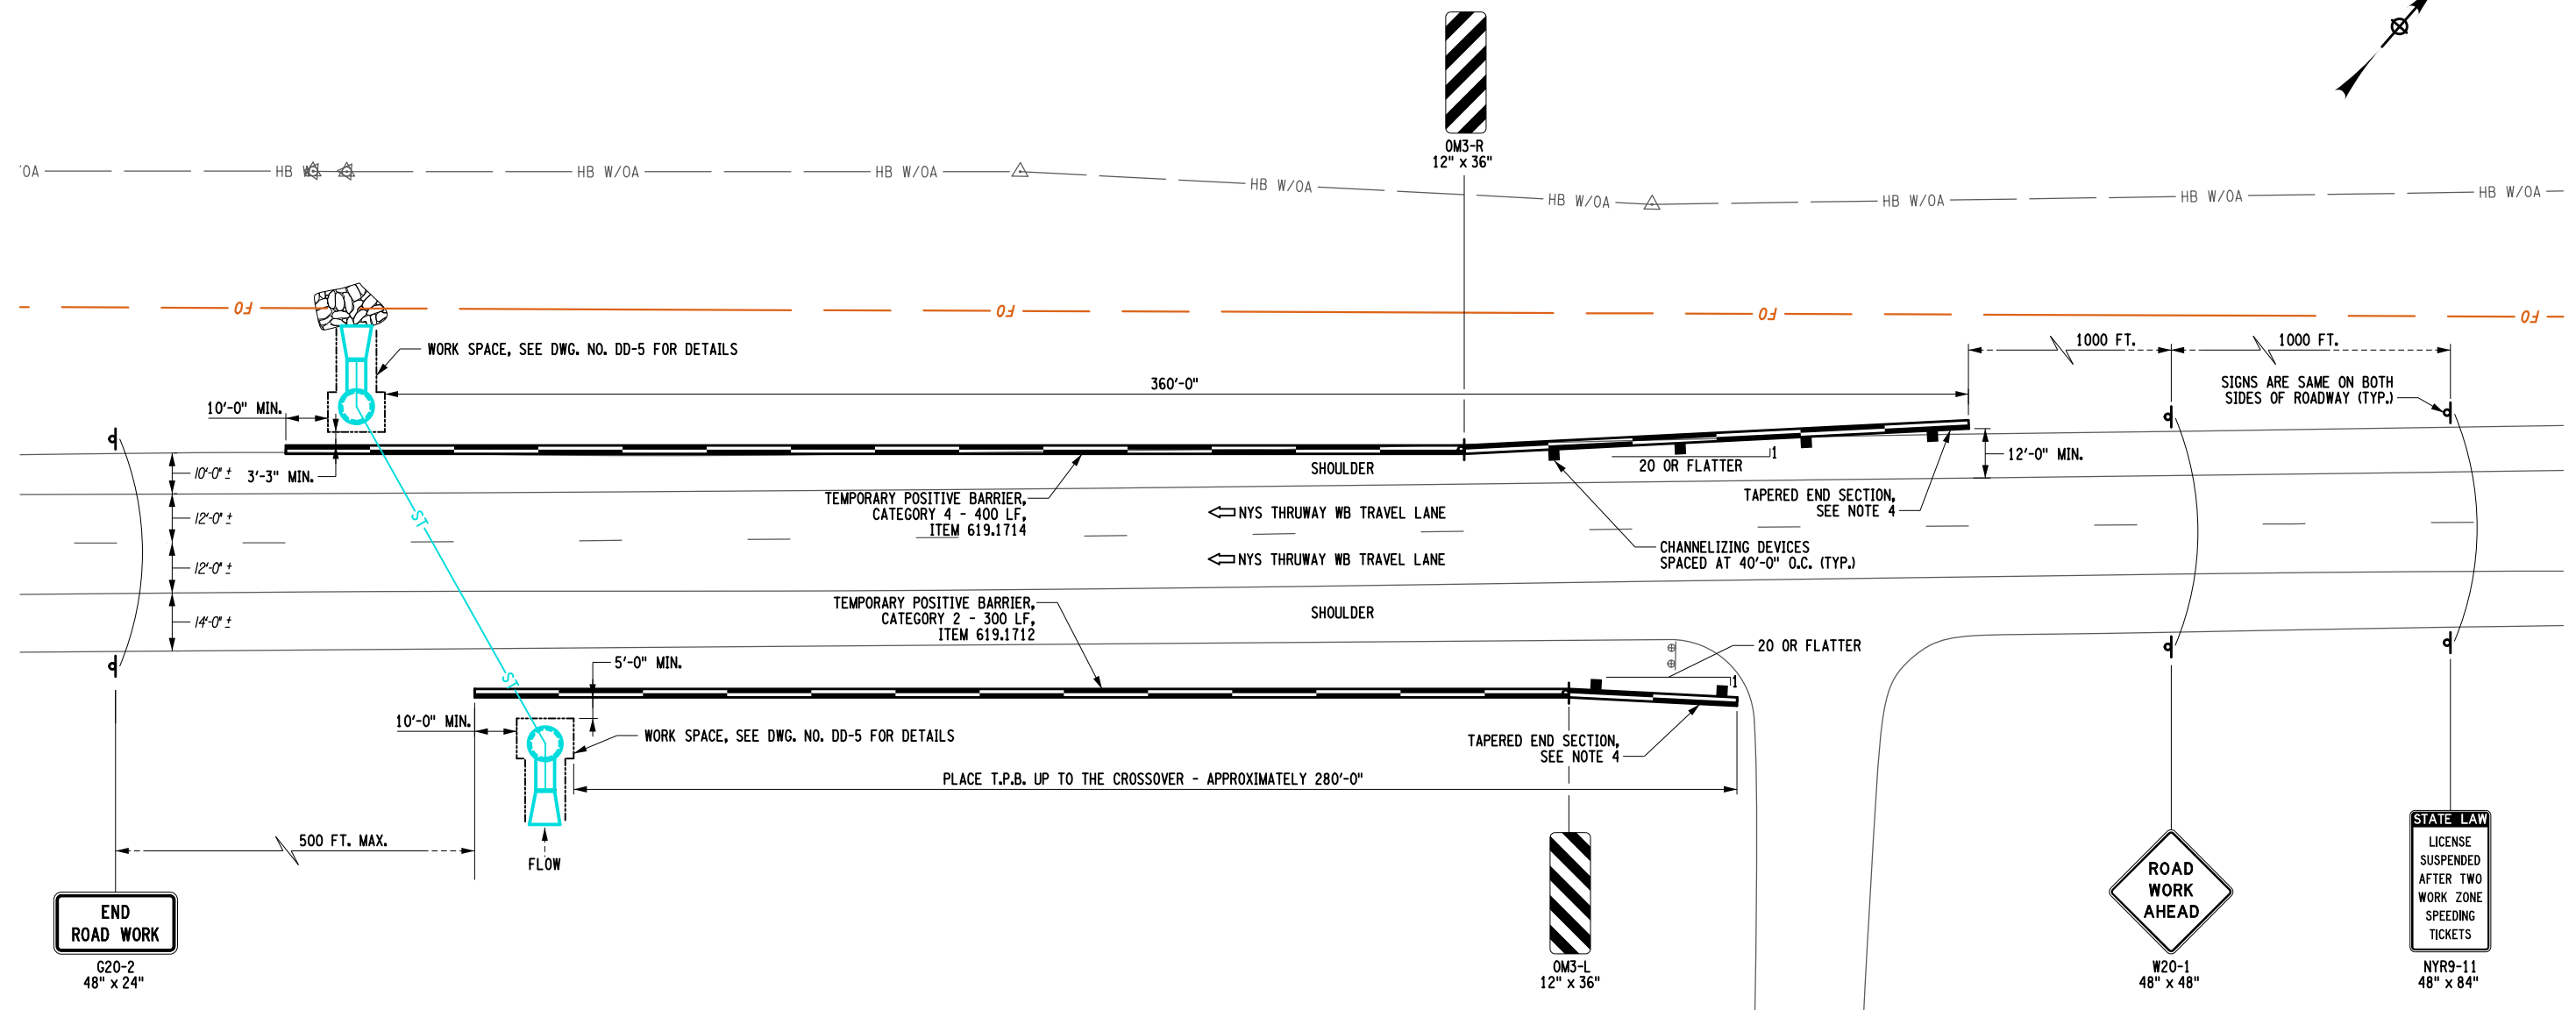 OM3-R
12" x 36"
'OA
HB W
HB W/OA
HB W/OA
HB W/OA
HB W/OA
HB W/OA
HB W/OA
HB W/OA
FO
FO
FO
FO
WORK SPACE, SEE DWG. NO. DD-5 FOR DETAILS
1000 FT.
1000 FT.
360'-0"
SIGNS ARE SAME ON BOTH
SIDES OF ROADWAY (TYP.)
10'-0" MIN.
3'-3" MIN.
10'-0" ±
12'-0" ±
12'-0" ±
14'-0" ±
ST
ST
SHOULDER
20 OR FLATTER
1
12'-0" MIN.
TEMPORARY POSITIVE BARRIER,
CATEGORY 4 - 400 LF,
ITEM 619.1714
NYS THRUWAY WB TRAVEL LANE
NYS THRUWAY WB TRAVEL LANE
TAPERED END SECTION,
SEE NOTE 4
CHANNELIZING DEVICES
SPACED AT 40'-0" O.C. (TYP.)
TEMPORARY POSITIVE BARRIER,
CATEGORY 2 - 300 LF,
ITEM 619.1712
SHOULDER
20 OR FLATTER
1
5'-0" MIN.
10'-0" MIN.
WORK SPACE, SEE DWG. NO. DD-5 FOR DETAILS
TAPERED END SECTION,
SEE NOTE 4
PLACE T.P.B. UP TO THE CROSSOVER - APPROXIMATELY 280'-0"
500 FT. MAX.
FLOW
END
ROAD WORK
G20-2
48" x 24"
OM3-L
12" x 36"
ROAD
WORK
AHEAD
W20-1
48" x 48"
STATE LAW
LICENSE
SUSPENDED
AFTER TWO
WORK ZONE
SPEEDING
TICKETS
NYR9-11
48" x 84"